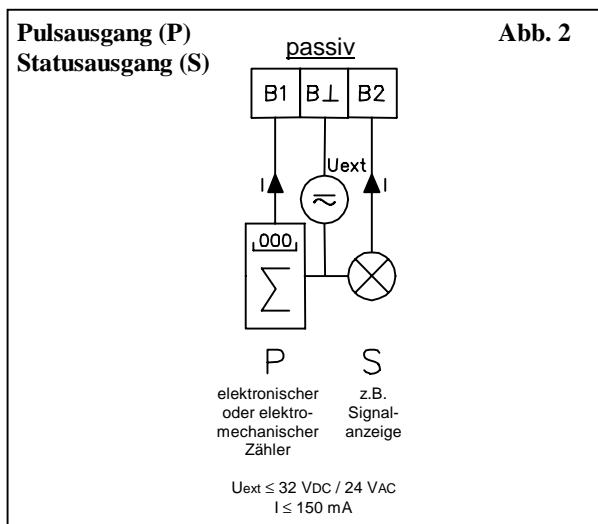 Pulsausgang (P)
Statusausgang (S)
Abb. 2
passiv
B1 B⊥ B2
Uext
I I
000
Σ
P S
elektronischer
oder elektro-
mechanischer
Zähler
z.B.
Signal-
anzeige
Uext ≤ 32 VDC / 24 VAC
I ≤ 150 mA